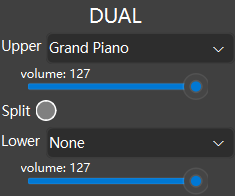 DUAL
Upper Grand Piano
volume: 127
Split
Lower None
volume: 127